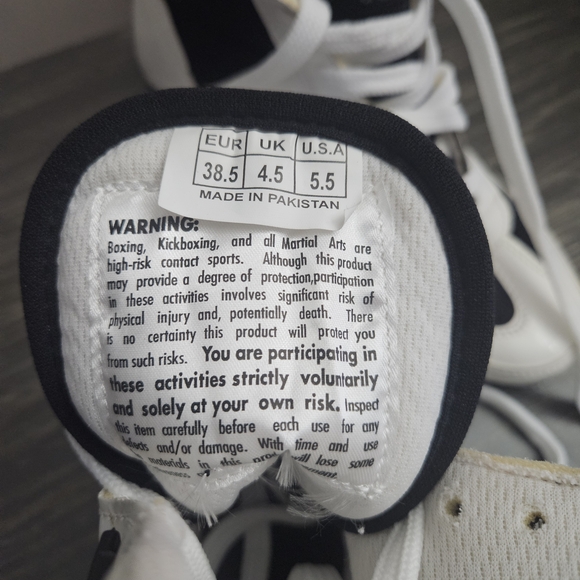 EUR UK U.S.A
38.5 4.5 5.5
MADE IN PAKISTAN
WARNING:
Boxing, Kickboxing, and all Martial Arts are
high-risk contact sports. Although this product
may provide a degree of protection,participation
in these activities involves significant risk of
physical injury and, potentially death. There
is no certainty this product will protect you
from such risks. You are participating in
these activities strictly voluntarily
and solely at your own risk. Inspect
this item carefully before each use for any
defects and/or damage. With time and use
materials in this will lose some